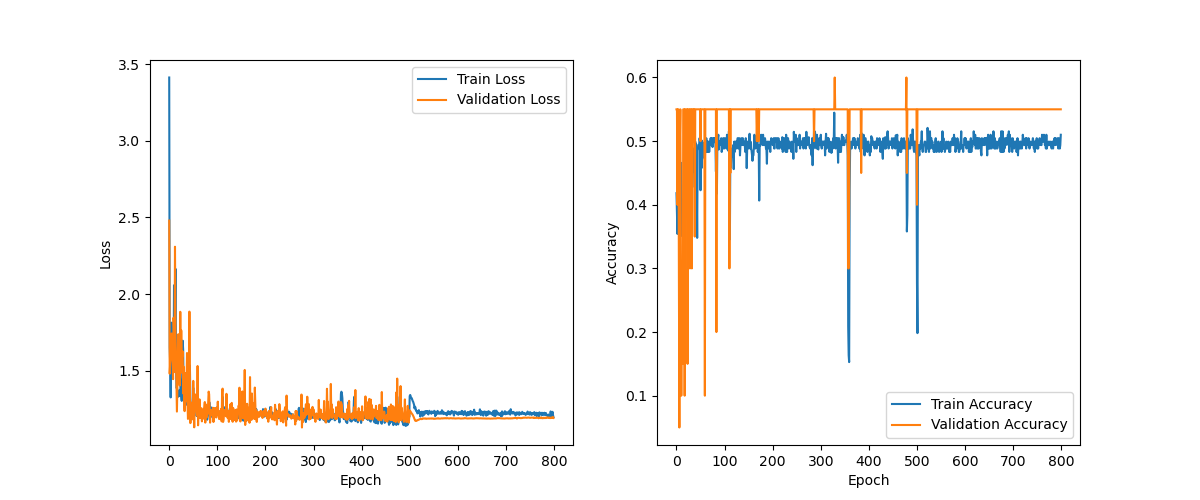 3.5
3.0
2.5
2.0
1.5
Loss
0 100 200 300 400 500 600 700 800
Epoch
Train Loss
Validation Loss
0.6
0.5
0.4
0.3
0.2
0.1
Accuracy
0 100 200 300 400 500 600 700 800
Epoch
Train Accuracy
Validation Accuracy